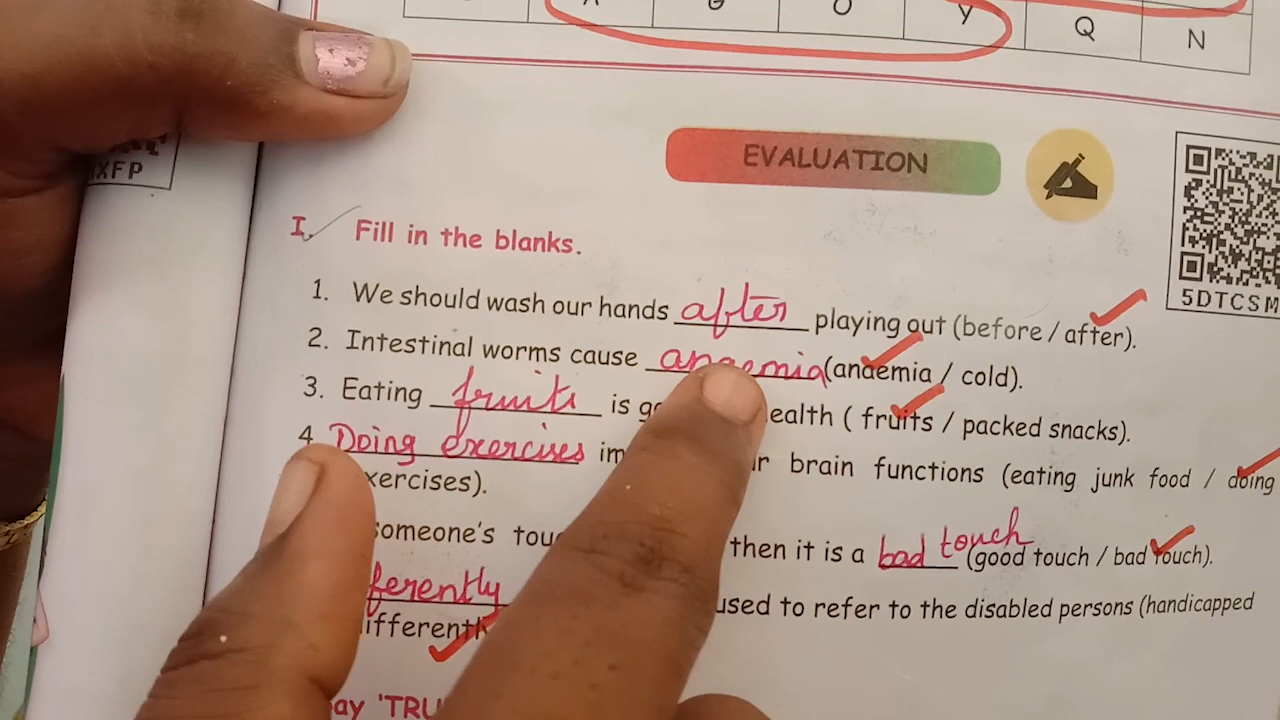 Y Q N
XFP
EVALUATION
I. Fill in the blanks.
5DTCSM
1. We should wash our hands after playing out (before / after).
2. Intestinal worms cause anaemia (anaemia / cold).
3. Eating fruits is ealth ( fruits / packed snacks).
4. Doing exercises brain functions (eating junk food / doing
xercises).
someone's then it is a bad touch (good touch / bad touch).
ferently used to refer to the disabled persons (handicapped
ifferently
ay 'TRU